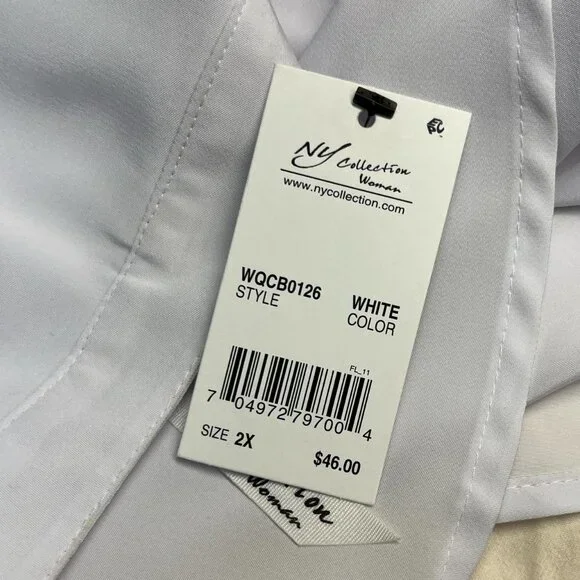 NY Collection
Woman
www.nycollection.com
WQCB0126 WHITE
STYLE COLOR
FL_11
7 04972 79700 4
SIZE 2X $46.00
Woman